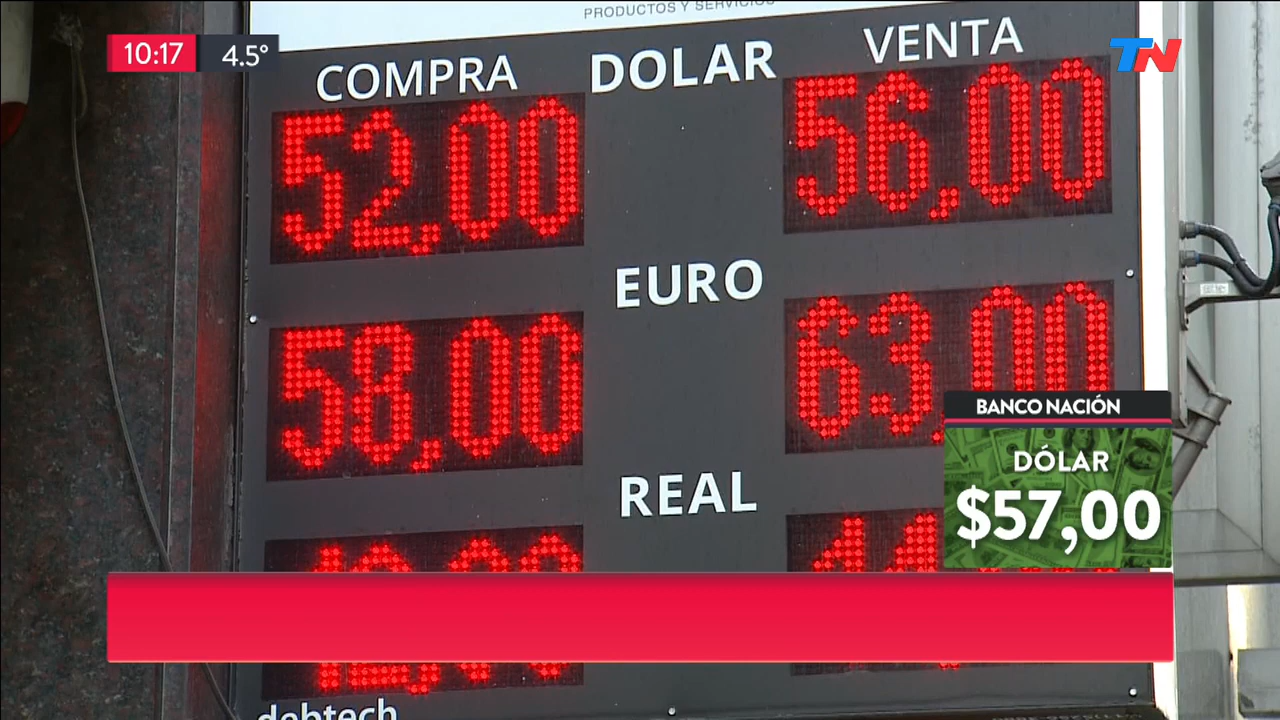 PRODUCTOS Y SERVICIOS
10:17 4.5°
TN
COMPRA DOLAR VENTA
52,00 56,00
EURO
58,00 63,00
BANCO NACIÓN
DÓLAR
$57,00
REAL
debtech